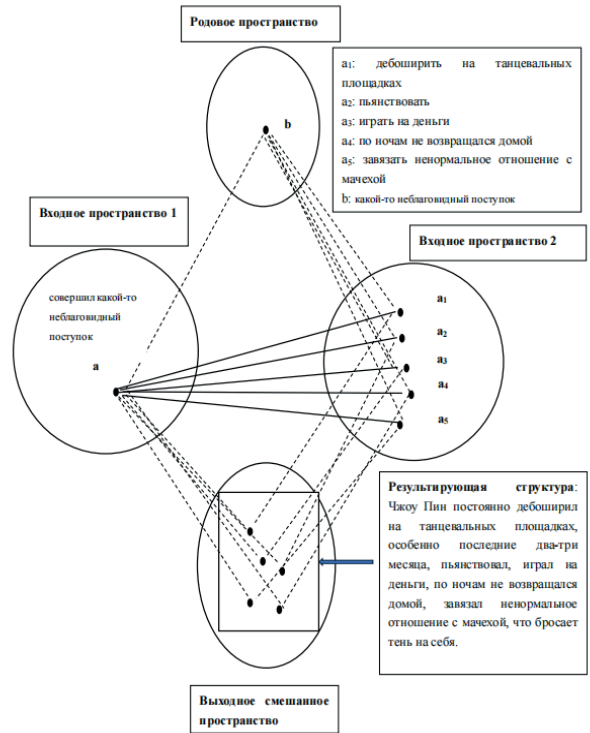 Родовое пространство
b
a₁: дебоширить на танцевальных
площадках
a₂: пьянствовать
a₃: играть на деньги
a₄: по ночам не возвращался домой
a₅: завязать ненормальное отношение с
мачехой
b: какой-то неблаговидный поступок
Входное пространство 1
Входное пространство 2
совершил какой-то
неблаговидный
поступок
a
a₁
a₂
a₃
a₄
a₅
Результирующая структура:
Чжоу Пин постоянно дебоширил
на танцевальных площадках,
особенно последние два-три
месяца, пьянствовал, играл на
деньги, по ночам не возвращался
домой, завязал ненормальное
отношение с мачехой, что бросает
тень на себя.
Выходное смешанное
пространство